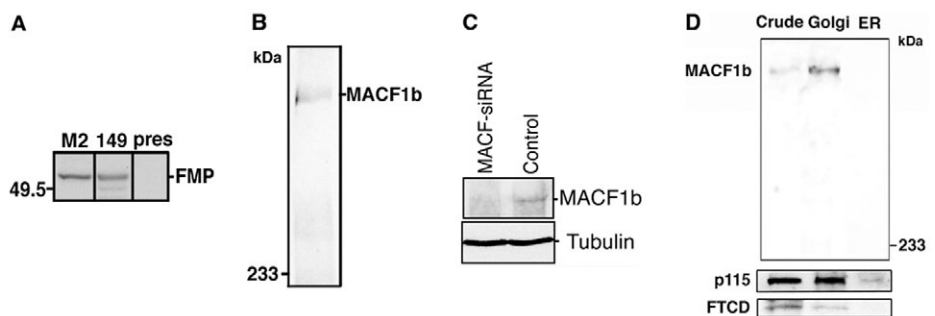 A
M2 149 pres
49.5
FMP
B
kDa
MACF1b
233
C
MACF-siRNA
Control
MACF1b
Tubulin
D
Crude Golgi ER
kDa
MACF1b
233
p115
FTCD